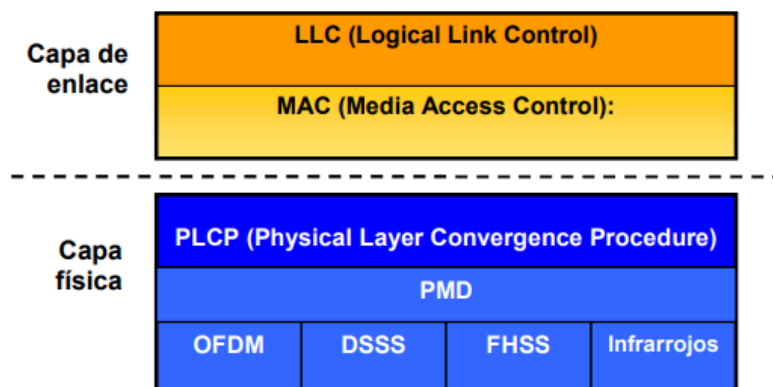 Capa de
enlace
LLC (Logical Link Control)
MAC (Media Access Control):
Capa
física
PLCP (Physical Layer Convergence Procedure)
PMD
OFDM
DSSS
FHSS
Infrarrojos